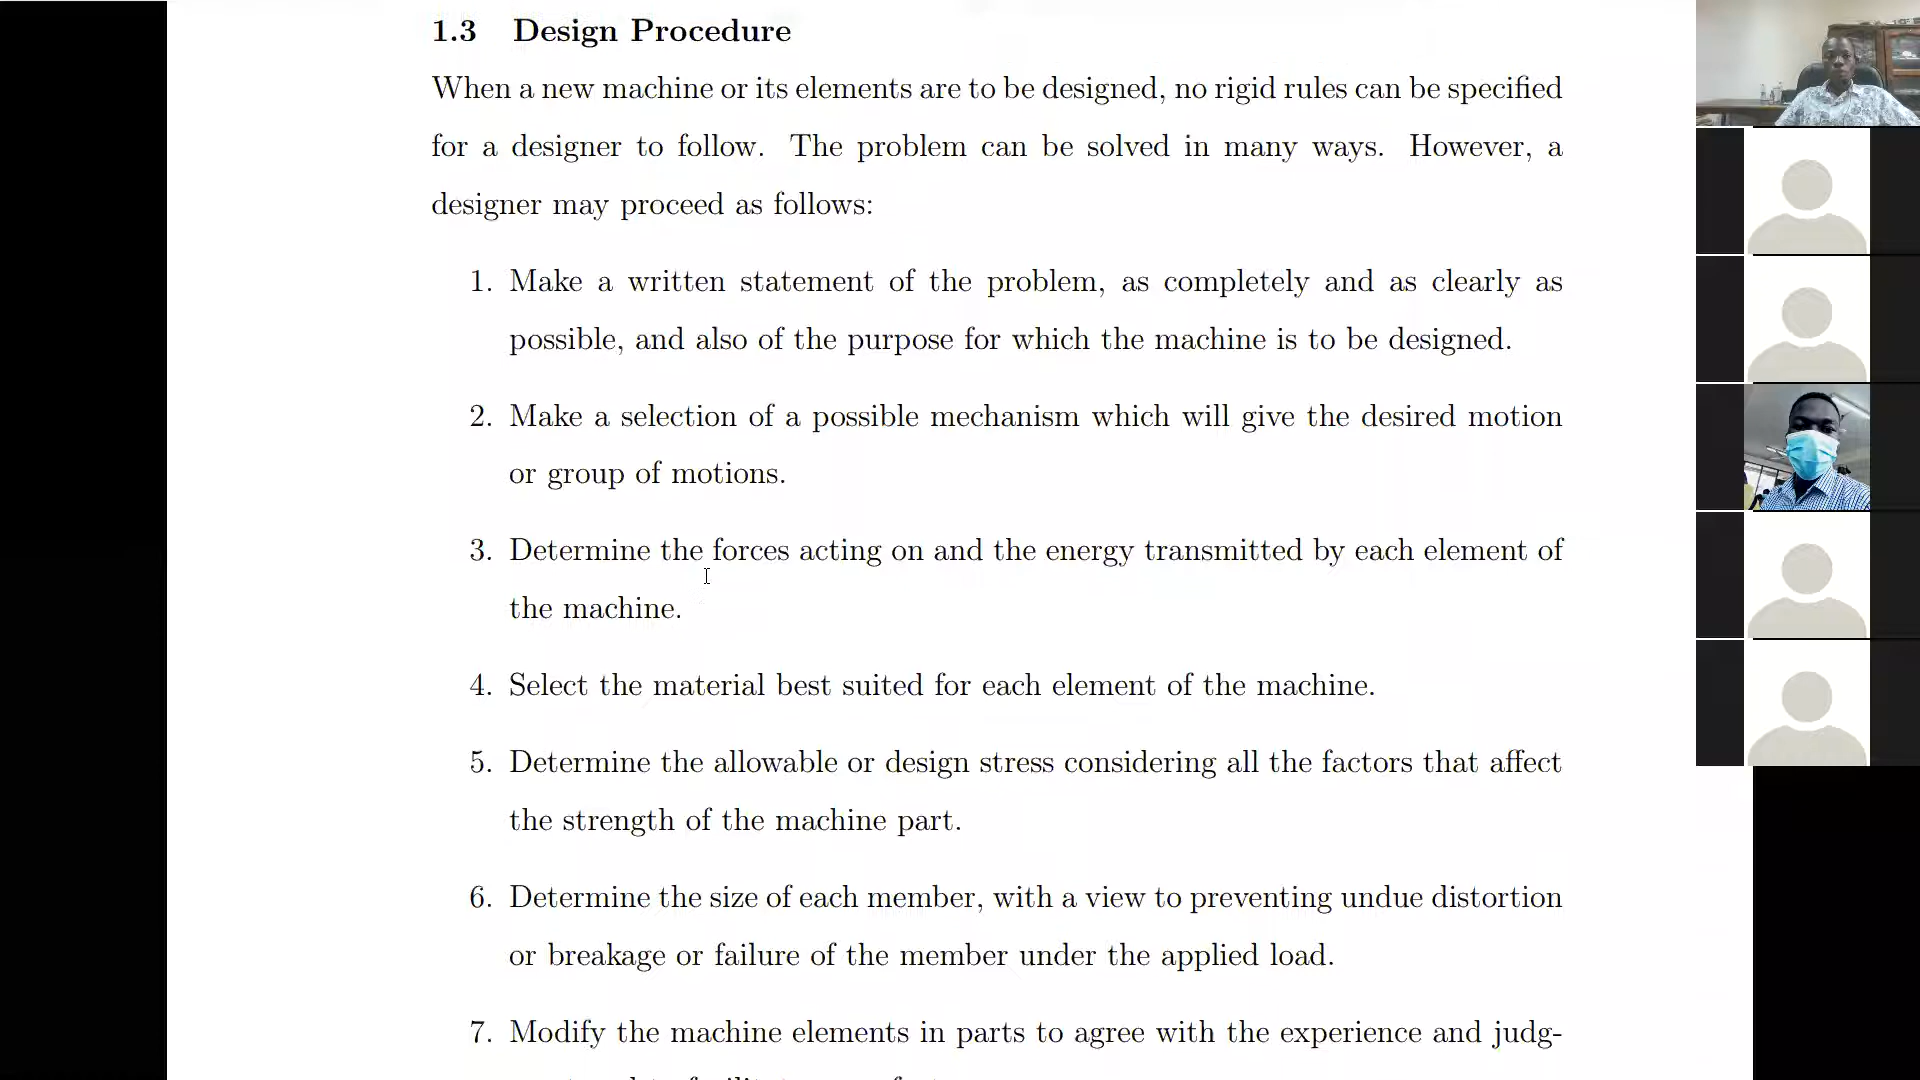 1.3 Design Procedure
When a new machine or its elements are to be designed, no rigid rules can be specified
for a designer to follow. The problem can be solved in many ways. However, a
designer may proceed as follows:
1. Make a written statement of the problem, as completely and as clearly as
possible, and also of the purpose for which the machine is to be designed.
2. Make a selection of a possible mechanism which will give the desired motion
or group of motions.
3. Determine the forces acting on and the energy transmitted by each element of
the machine.
4. Select the material best suited for each element of the machine.
5. Determine the allowable or design stress considering all the factors that affect
the strength of the machine part.
6. Determine the size of each member, with a view to preventing undue distortion
or breakage or failure of the member under the applied load.
7. Modify the machine elements in parts to agree with the experience and judg-